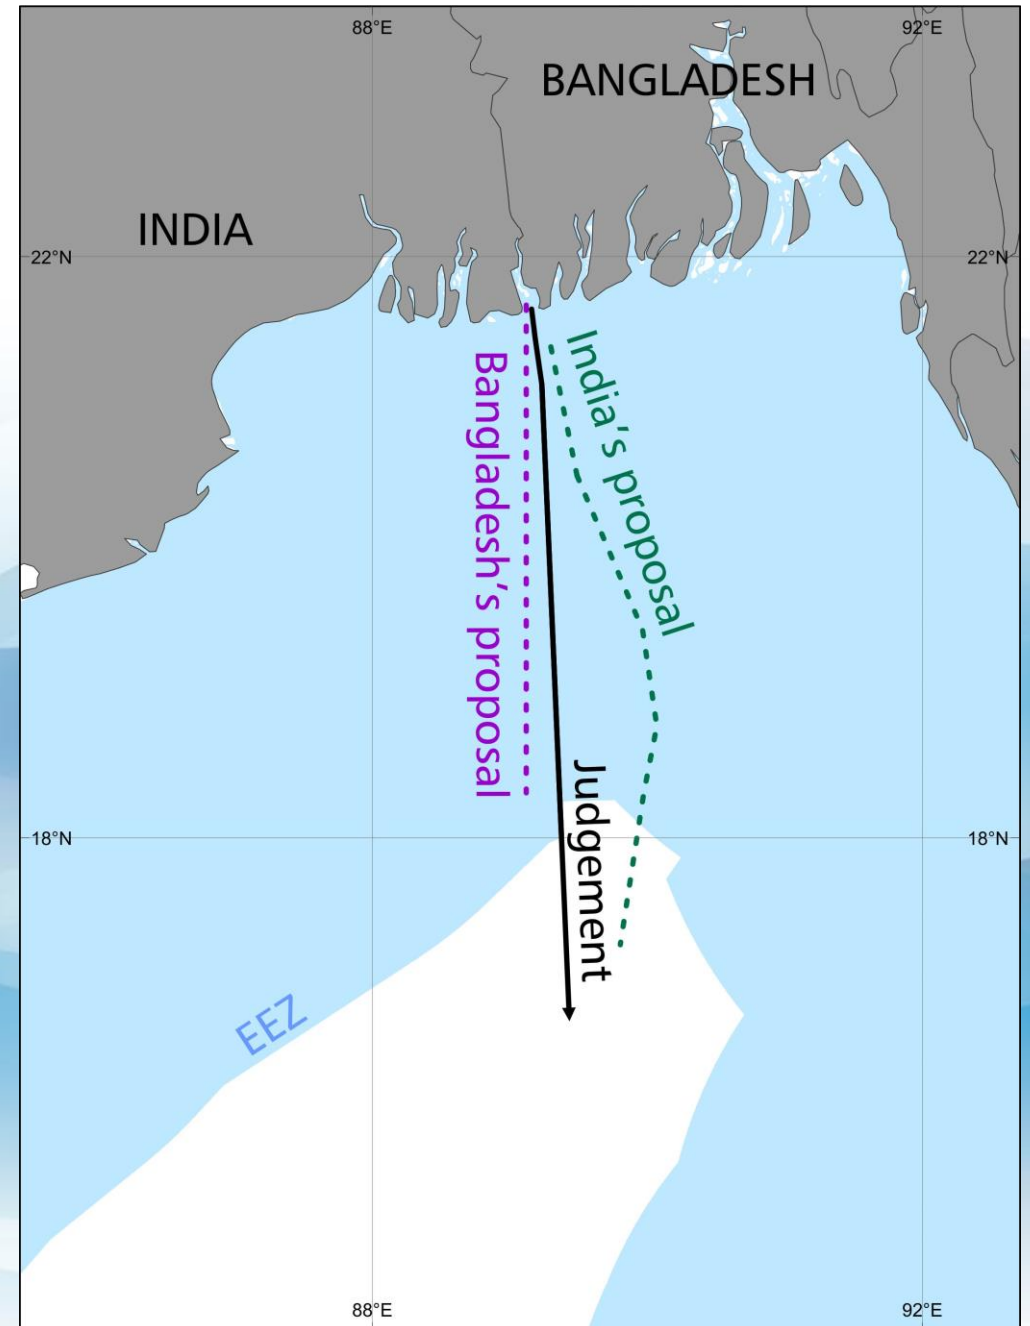 88°E
92°E
BANGLADESH
INDIA
22°N
22°N
Bangladesh's proposal
India's proposal
Judgement
18°N
18°N
EEZ
88°E
92°E